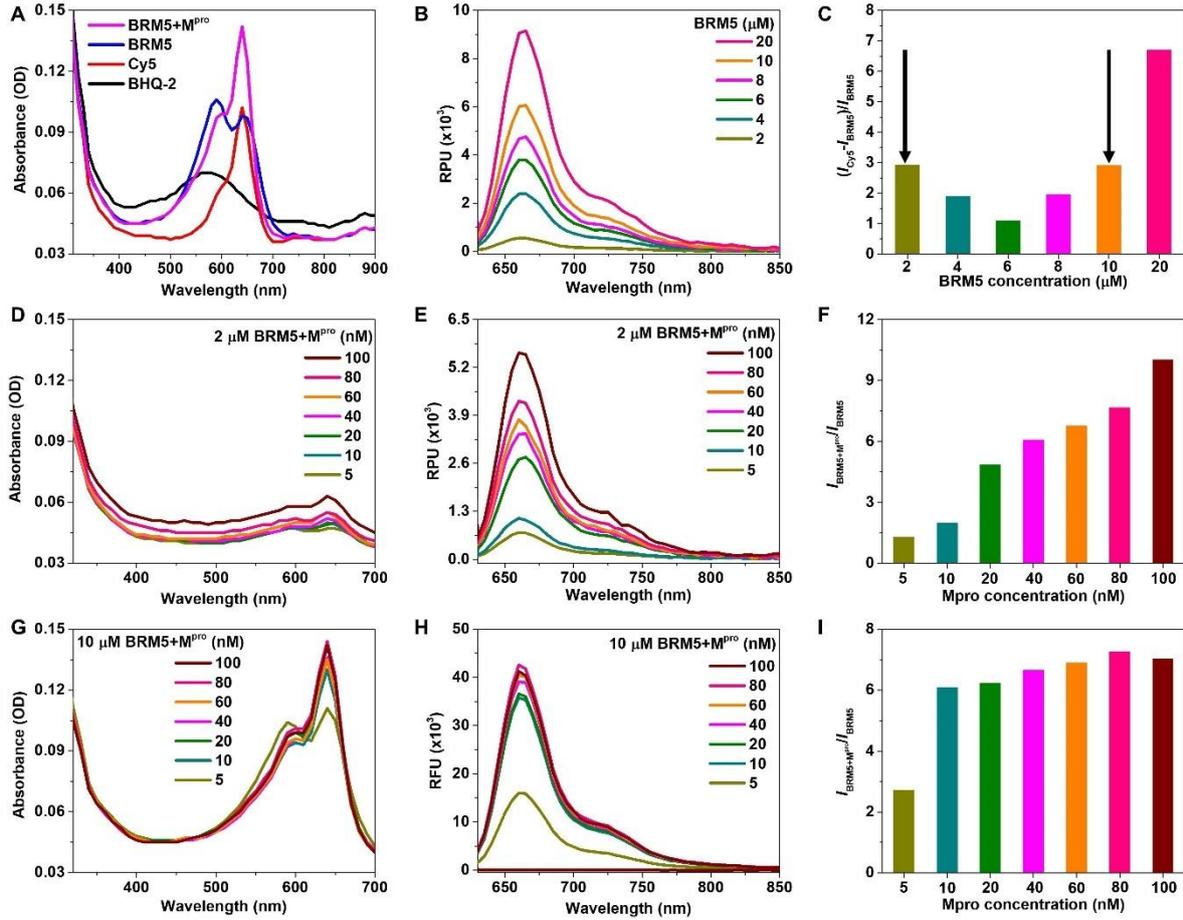 A
BRM5+Mpro
BRM5
Cy5
BHQ-2
0.15
0.12
0.09
0.06
0.03
Absorbance (OD)
400 500 600 700 800 900
Wavelength (nm)
B
BRM5 (μM)
20
10
8
6
4
2
10
8
6
4
2
0
RPU (x10³)
650 700 750 800 850
Wavelength (nm)
C
8
7
6
5
4
3
2
1
0
(ICy5-IBRM5)/IBRM5
2 4 6 8 10 20
BRM5 concentration (μM)
D
2 μM BRM5+Mpro (nM)
100
80
60
40
20
10
5
0.15
0.12
0.09
0.06
0.03
Absorbance (OD)
400 500 600 700
Wavelength (nm)
E
2 μM BRM5+Mpro (nM)
100
80
60
40
20
10
5
6.5
5.2
3.9
2.6
1.3
0.0
RPU (x10³)
650 700 750 800 850
Wavelength (nm)
F
12
9
6
3
0
IBRM5+Mpro/IBRM5
5 10 20 40 60 80 100
Mpro concentration (nM)
G
10 μM BRM5+Mpro (nM)
100
80
60
40
20
10
5
0.15
0.12
0.09
0.06
0.03
Absorbance (OD)
400 500 600 700
Wavelength (nm)
H
10 μM BRM5+Mpro (nM)
100
80
60
40
20
10
5
50
40
30
20
10
0
RFU (x10³)
650 700 750 800 850
Wavelength (nm)
I
8
6
4
2
0
IBRM5+Mpro/IBRM5
5 10 20 40 60 80 100
Mpro concentration (nM)